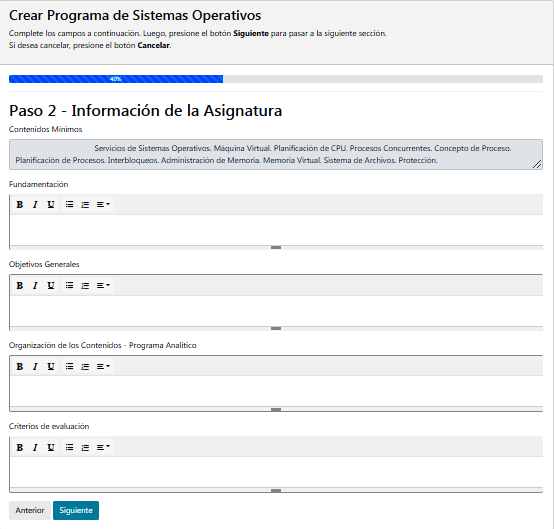 Crear Programa de Sistemas Operativos
Complete los campos a continuación. Luego, presione el botón Siguiente para pasar a la siguiente sección.
Si desea cancelar, presione el botón Cancelar.
40%
Paso 2 - Información de la Asignatura
Contenidos Mínimos
Servicios de Sistemas Operativos. Máquina Virtual. Planificación de CPU. Procesos Concurrentes. Concepto de Proceso.
Planificación de Procesos. Interbloqueos. Administración de Memoria. Memoria Virtual. Sistema de Archivos. Protección.
Fundamentación
B I U
Objetivos Generales
B I U
Organización de los Contenidos - Programa Analítico
B I U
Criterios de evaluación
B I U
Anterior Siguiente